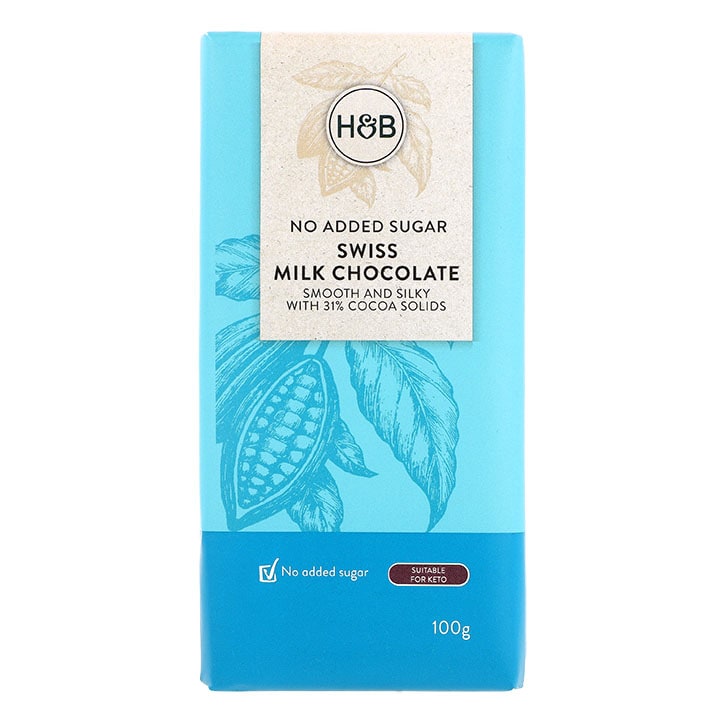 H&B
NO ADDED SUGAR
SWISS
MILK CHOCOLATE
SMOOTH AND SILKY
WITH 31% COCOA SOLIDS
No added sugar
SUITABLE
FOR KETO
100g